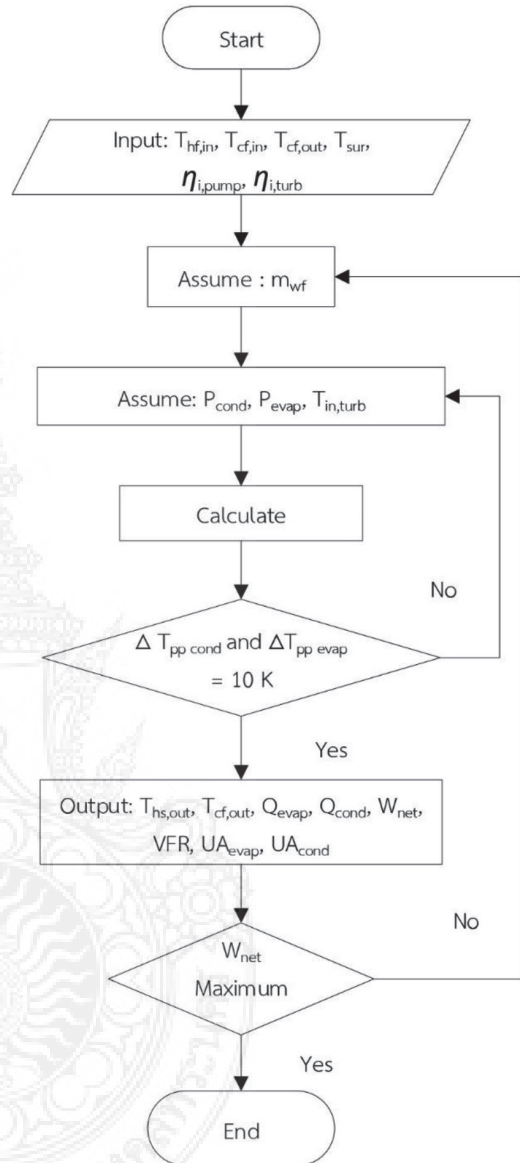 Start
Input: T_hf,in, T_cf,in, T_cf,out, T_sur,
η_i,pump, η_i,turb
Assume : m_wf
Assume: P_cond, P_evap, T_in,turb
Calculate
No
Δ T_pp cond and ΔT_pp evap
= 10 K
Yes
Output: T_hs,out, T_cf,out, Q_evap, Q_cond, W_net,
VFR, UA_evap, UA_cond
No
W_net
Maximum
Yes
End